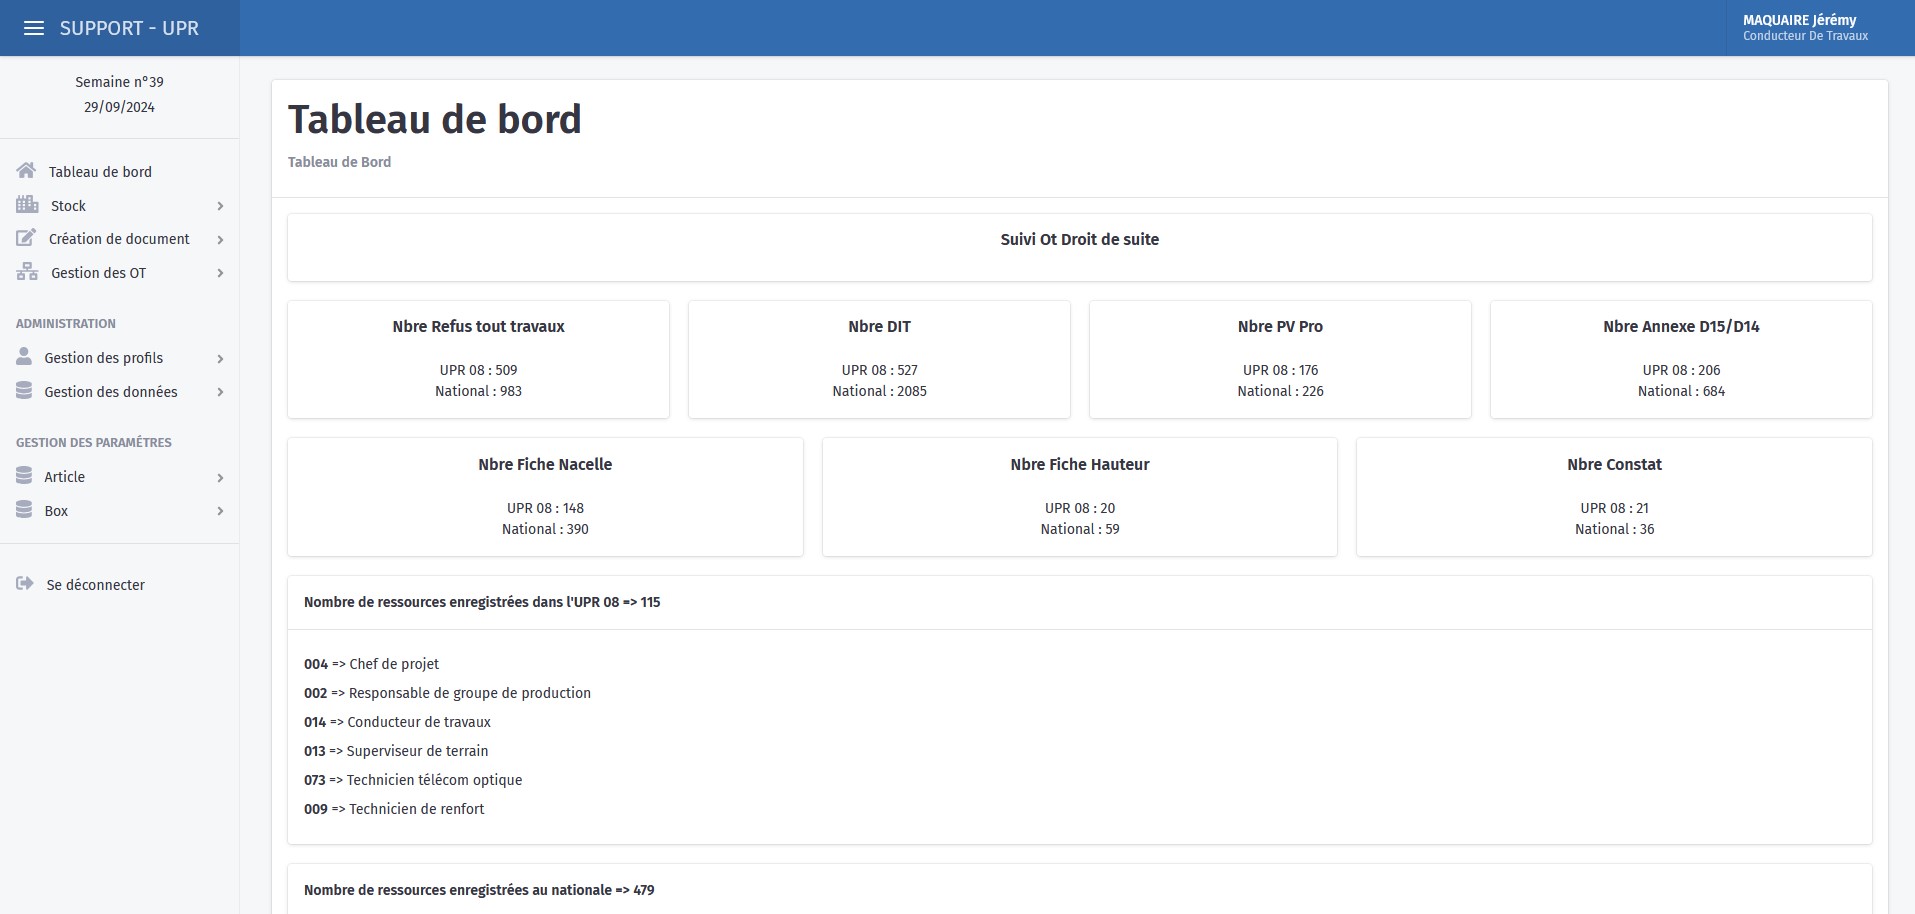 SUPPORT - UPR
MAQUAIRE Jérémy
Conducteur De Travaux
Semaine n°39
29/09/2024
Tableau de bord
Stock
Création de document
Gestion des OT
ADMINISTRATION
Gestion des profils
Gestion des données
GESTION DES PARAMÉTRES
Article
Box
Se déconnecter
Tableau de bord
Tableau de Bord
Suivi Ot Droit de suite
Nbre Refus tout travaux
UPR 08 : 509
National : 983
Nbre DIT
UPR 08 : 527
National : 2085
Nbre PV Pro
UPR 08 : 176
National : 226
Nbre Annexe D15/D14
UPR 08 : 206
National : 684
Nbre Fiche Nacelle
UPR 08 : 148
National : 390
Nbre Fiche Hauteur
UPR 08 : 20
National : 59
Nbre Constat
UPR 08 : 21
National : 36
Nombre de ressources enregistrées dans l'UPR 08 => 115
004 => Chef de projet
002 => Responsable de groupe de production
014 => Conducteur de travaux
013 => Superviseur de terrain
073 => Technicien télécom optique
009 => Technicien de renfort
Nombre de ressources enregistrées au nationale => 479